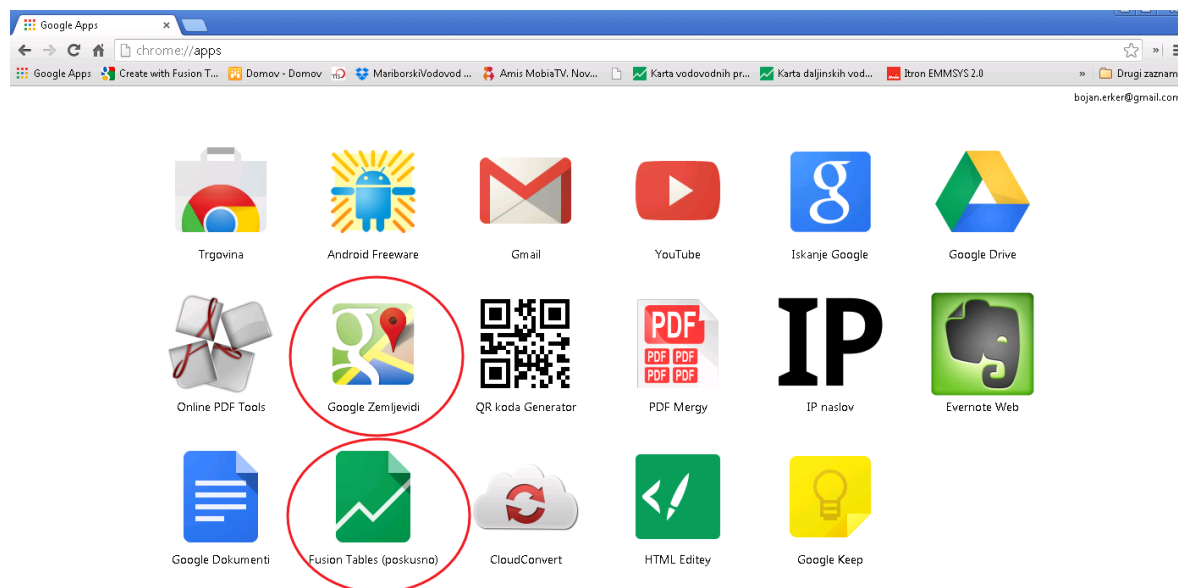 Google Apps
chrome://apps
Google Apps Create with Fusion T... Domov - Domov MariborskiVodovod ... Amis MobiaTV. Nov... Karta vodovodnih pr... Karta daljinskih vod... Itron EMMSYS 2.0 » Drugi zaznam
bojan.erker@gmail.com
Trgovina Android Freeware Gmail YouTube Iskanje Google Google Drive
PDF
PDF PDF
PDF PDF
IP
Online PDF Tools Google Zemljevidi QR koda Generator PDF Mergy IP naslov Evernote Web
Google Dokumenti Fusion Tables (poskusno) CloudConvert HTML Editey Google Keep